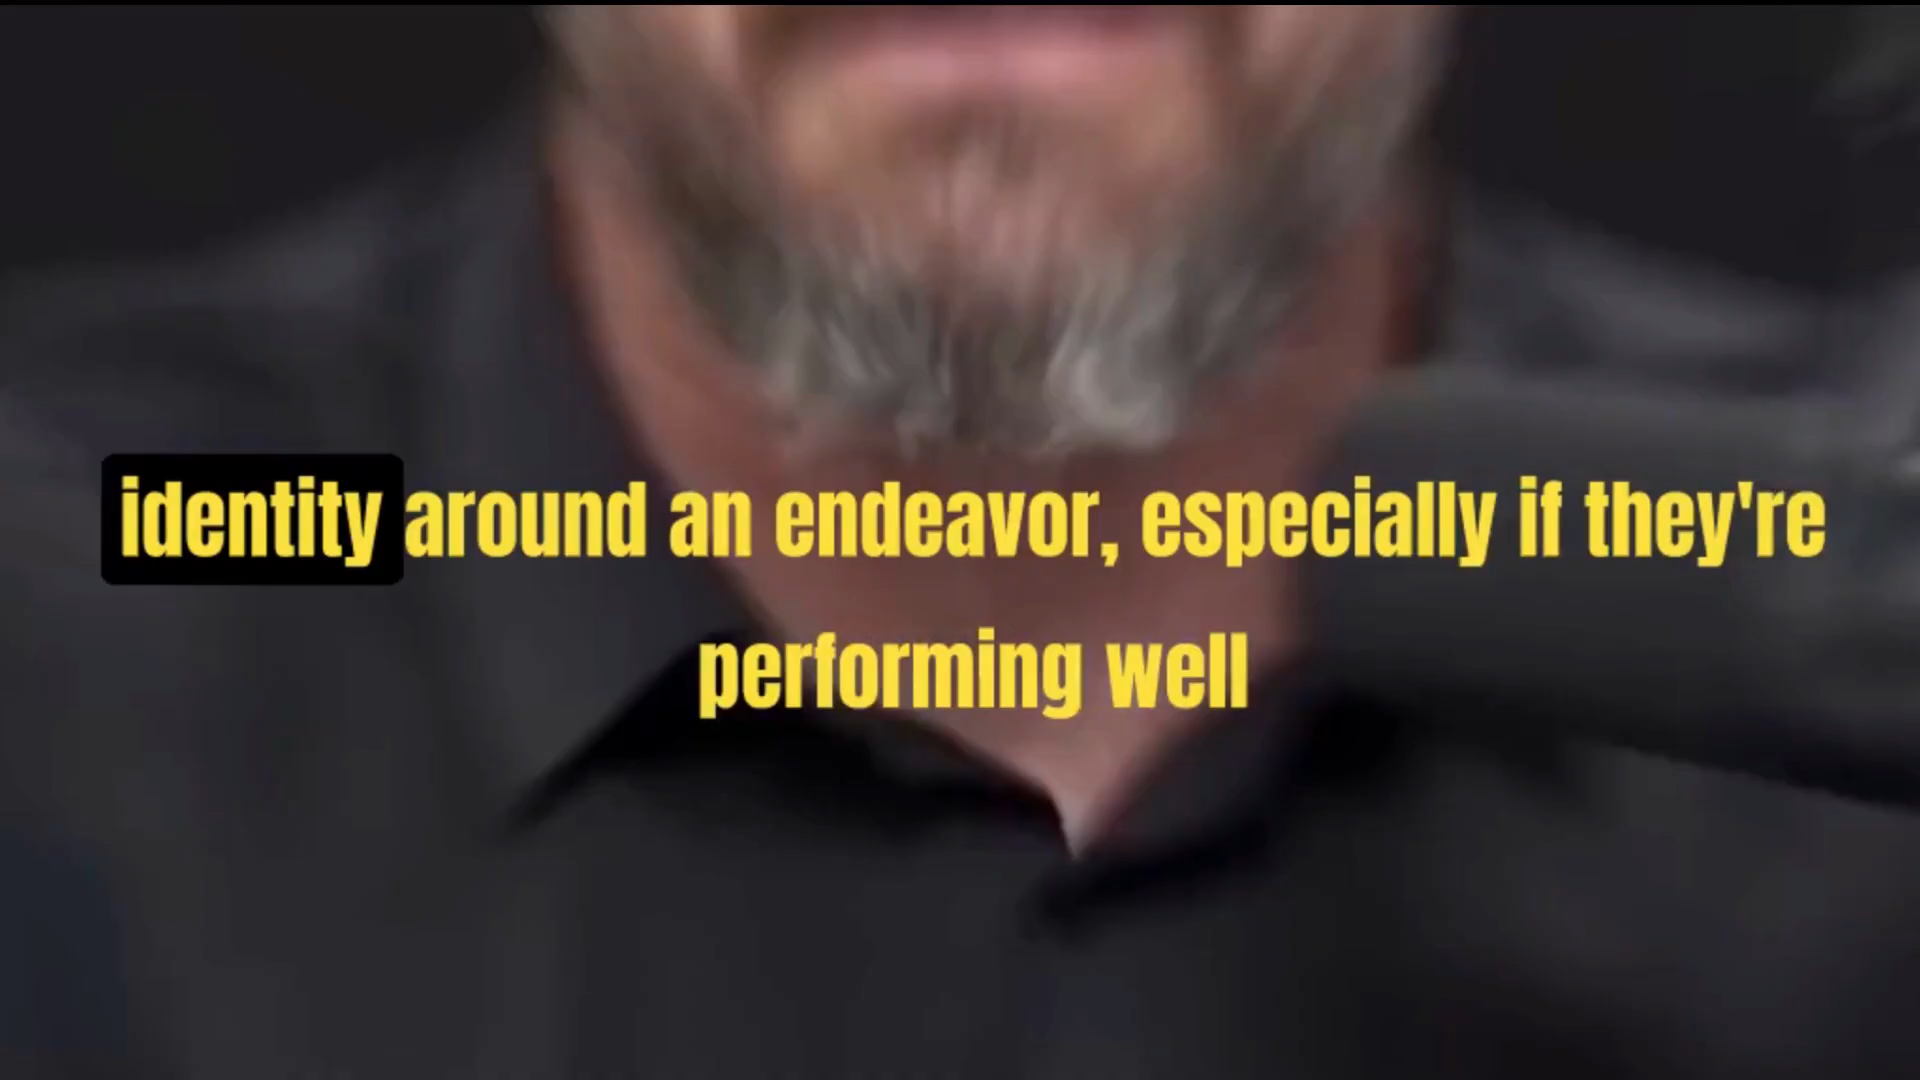 identity around an endeavor, especially if they're
performing well